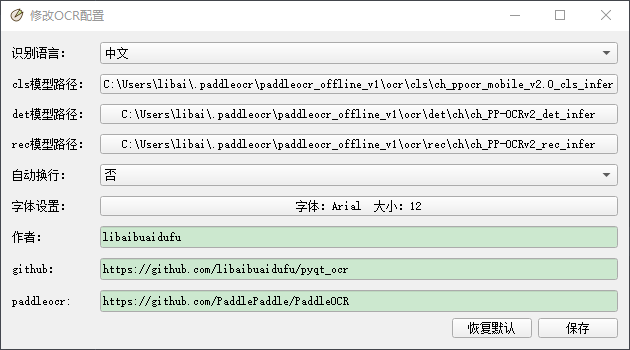 修改OCR配置
识别语言: 中文
cls模型路径: C:\Users\libai\.paddleocr\paddleocr_offline_v1\ocr\cls\ch_ppocr_mobile_v2.0_cls_infer
det模型路径: C:\Users\libai\.paddleocr\paddleocr_offline_v1\ocr\det\ch\ch_PP-OCRv2_det_infer
rec模型路径: C:\Users\libai\.paddleocr\paddleocr_offline_v1\ocr\rec\ch\ch_PP-OCRv2_rec_infer
自动换行: 否
字体设置: 字体: Arial 大小: 12
作者: libaibuaidufu
github: https://github.com/libaibuaidufu/pyqt_ocr
paddleocr: https://github.com/PaddlePaddle/PaddleOCR
恢复默认 保存